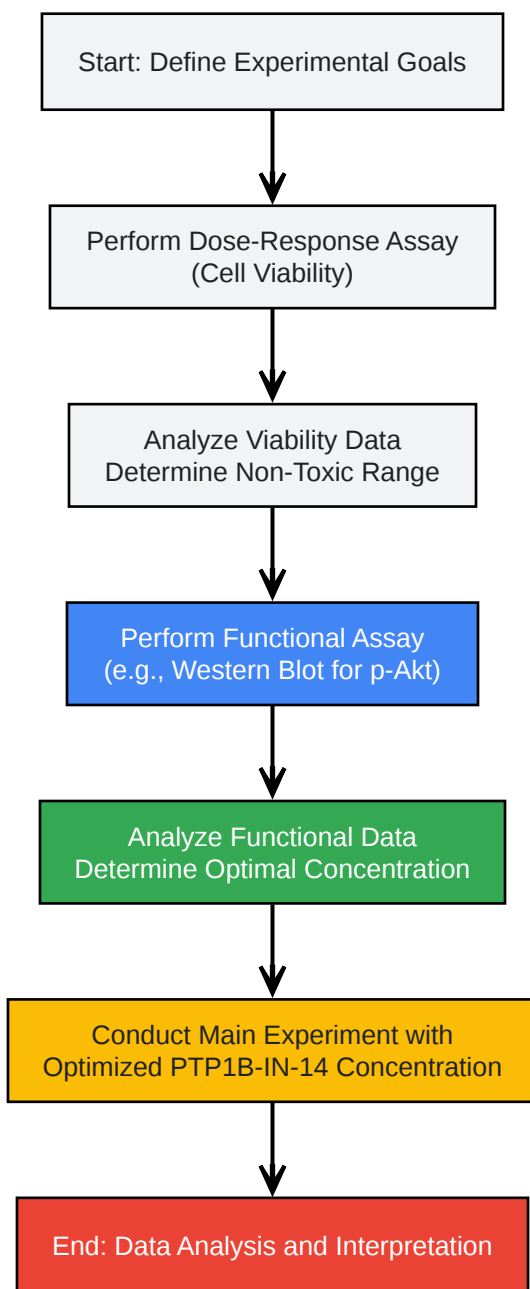 Start: Define Experimental Goals
Perform Dose-Response Assay
(Cell Viability)
Analyze Viability Data
Determine Non-Toxic Range
Perform Functional Assay
(e.g., Western Blot for p-Akt)
Analyze Functional Data
Determine Optimal Concentration
Conduct Main Experiment with
Optimized PTP1B-IN-14 Concentration
End: Data Analysis and Interpretation